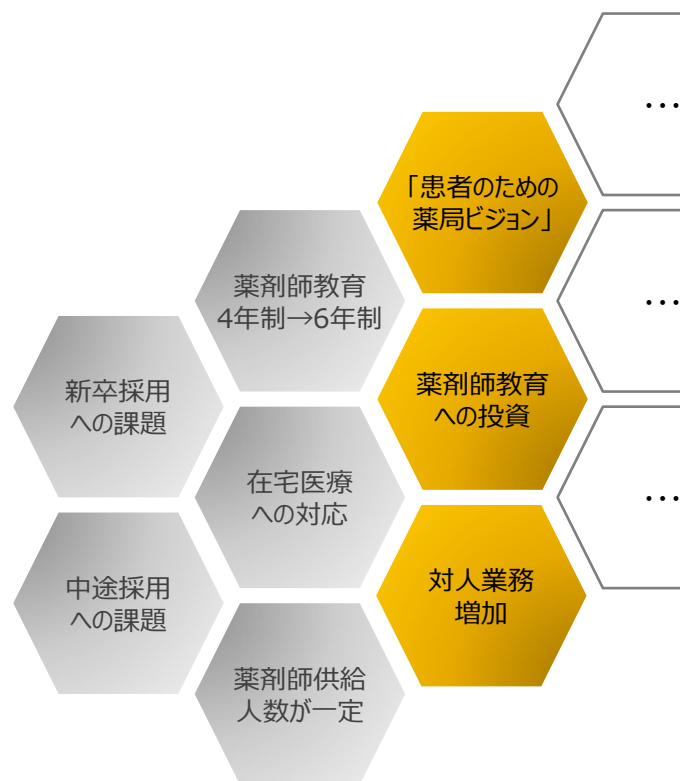 …
「患者のための
薬局ビジョン」
薬剤師教育
4年制→6年制
…
新卒採用
への課題
薬剤師教育
への投資
在宅医療
への対応
…
中途採用
への課題
対人業務
増加
薬剤師供給
人数が一定